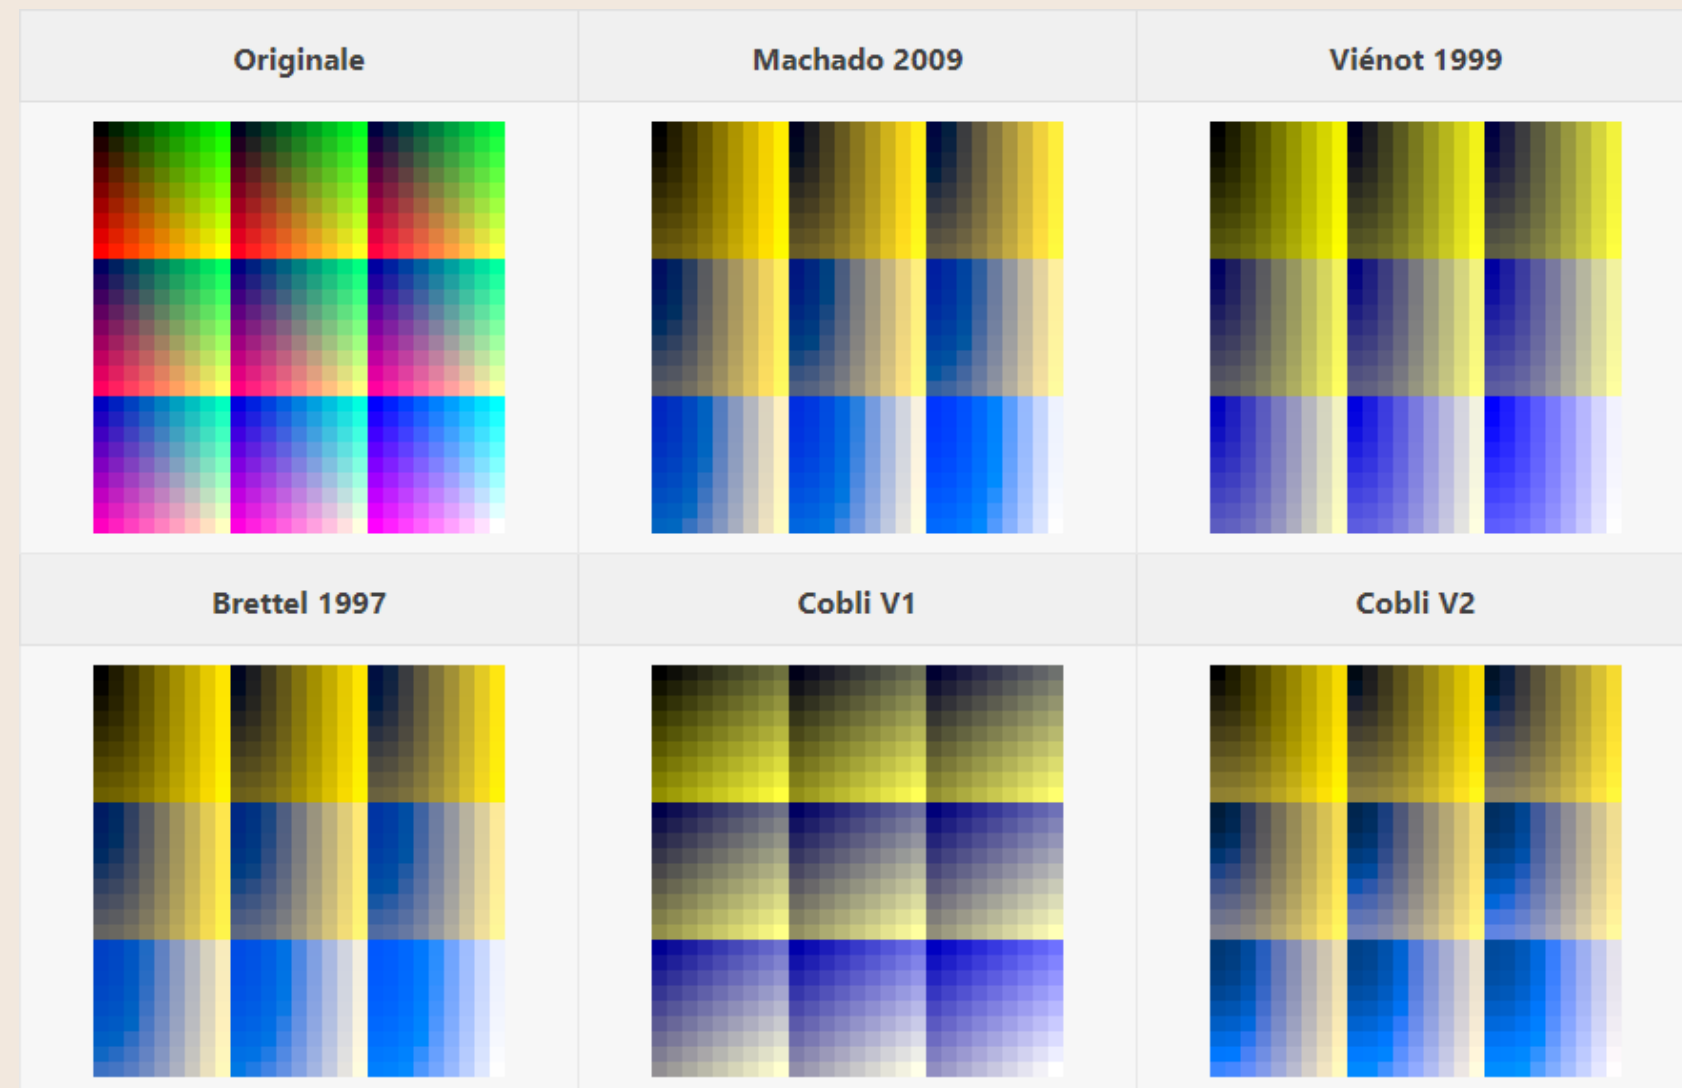 Originale
Machado 2009
Viénot 1999
Brettel 1997
Cobli V1
Cobli V2